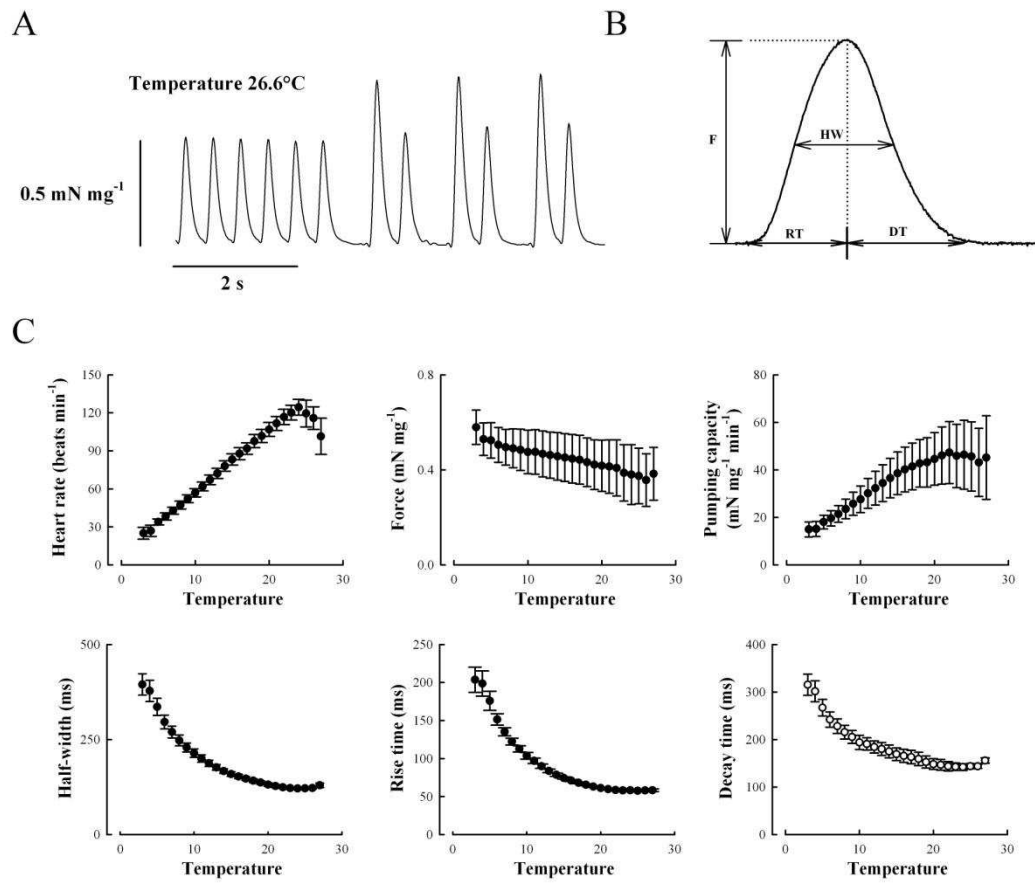 A
B
Temperature 26.6°C
0.5 mN mg⁻¹
2 s
F
HW
RT
DT
C
Heart rate (beats min⁻¹)
150
120
90
60
30
0
0
10
20
30
Temperature
Force (mN mg⁻¹)
0.8
0.4
0.0
0
10
20
30
Temperature
Pumping capacity
(mN mg⁻¹ min⁻¹)
80
60
40
20
0
0
10
20
30
Temperature
Half-width (ms)
500
250
0
0
10
20
30
Temperature
Rise time (ms)
250
200
150
100
50
0
0
10
20
30
Temperature
Decay time (ms)
400
300
200
100
0
0
10
20
30
Temperature